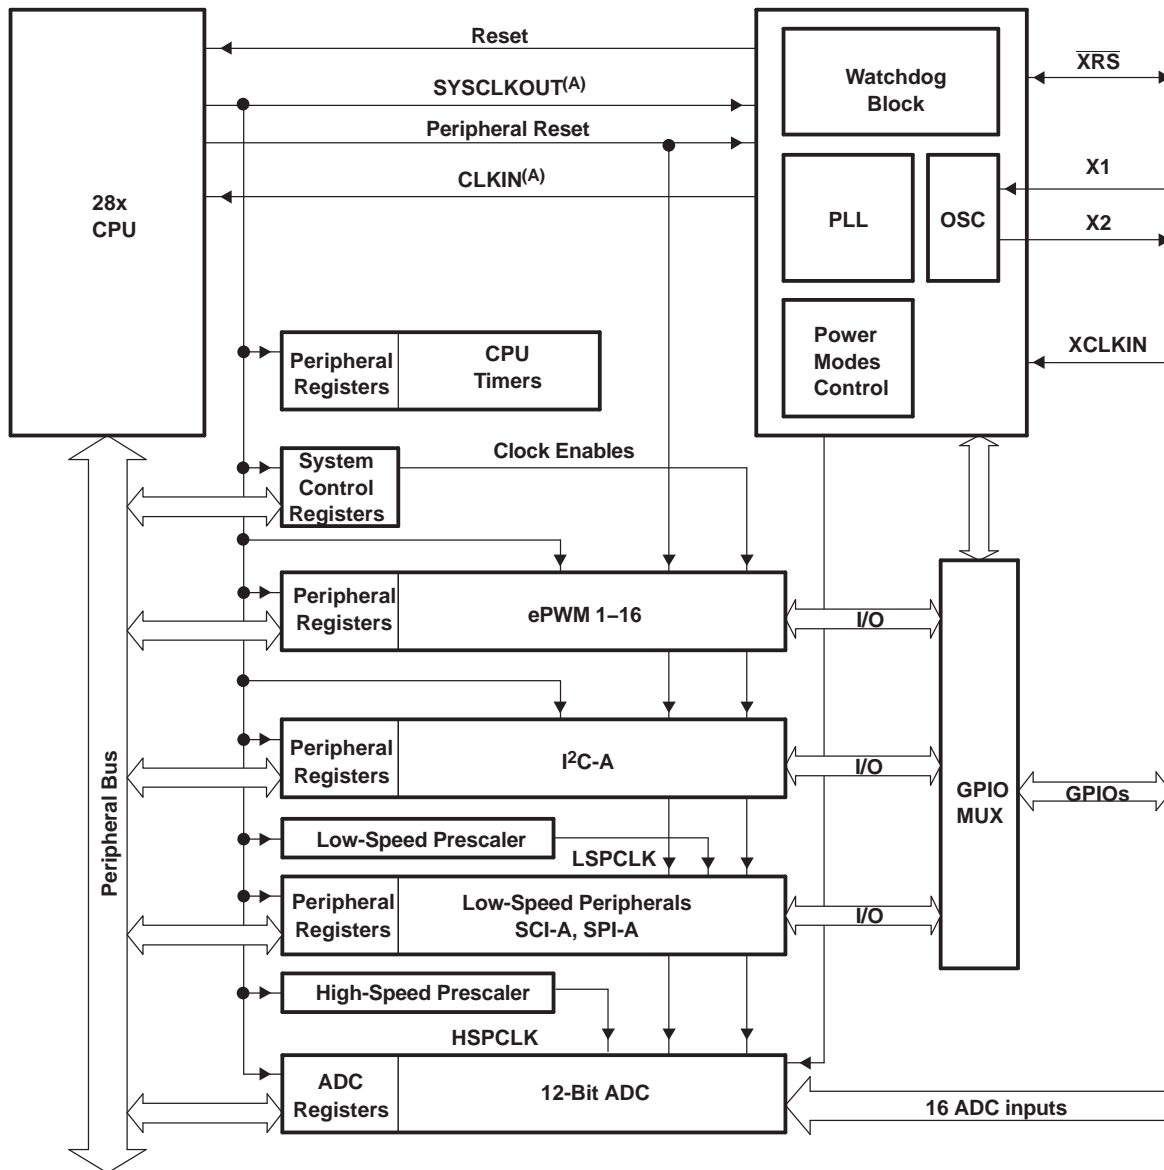 Reset
SYSCLKOUT(A)
Peripheral Reset
CLKIN(A)
28x
CPU
Watchdog
Block
PLL
OSC
Power
Modes
Control
XRS
X1
X2
XCLKIN
Peripheral
Registers
CPU
Timers
System
Control
Registers
Clock Enables
Peripheral
Registers
ePWM 1–16
I/O
Peripheral
Registers
I2C-A
I/O
GPIO
MUX
GPIOs
Peripheral Bus
Low-Speed Prescaler
LSPCLK
Peripheral
Registers
Low-Speed Peripherals
SCI-A, SPI-A
I/O
High-Speed Prescaler
HSPCLK
ADC
Registers
12-Bit ADC
16 ADC inputs